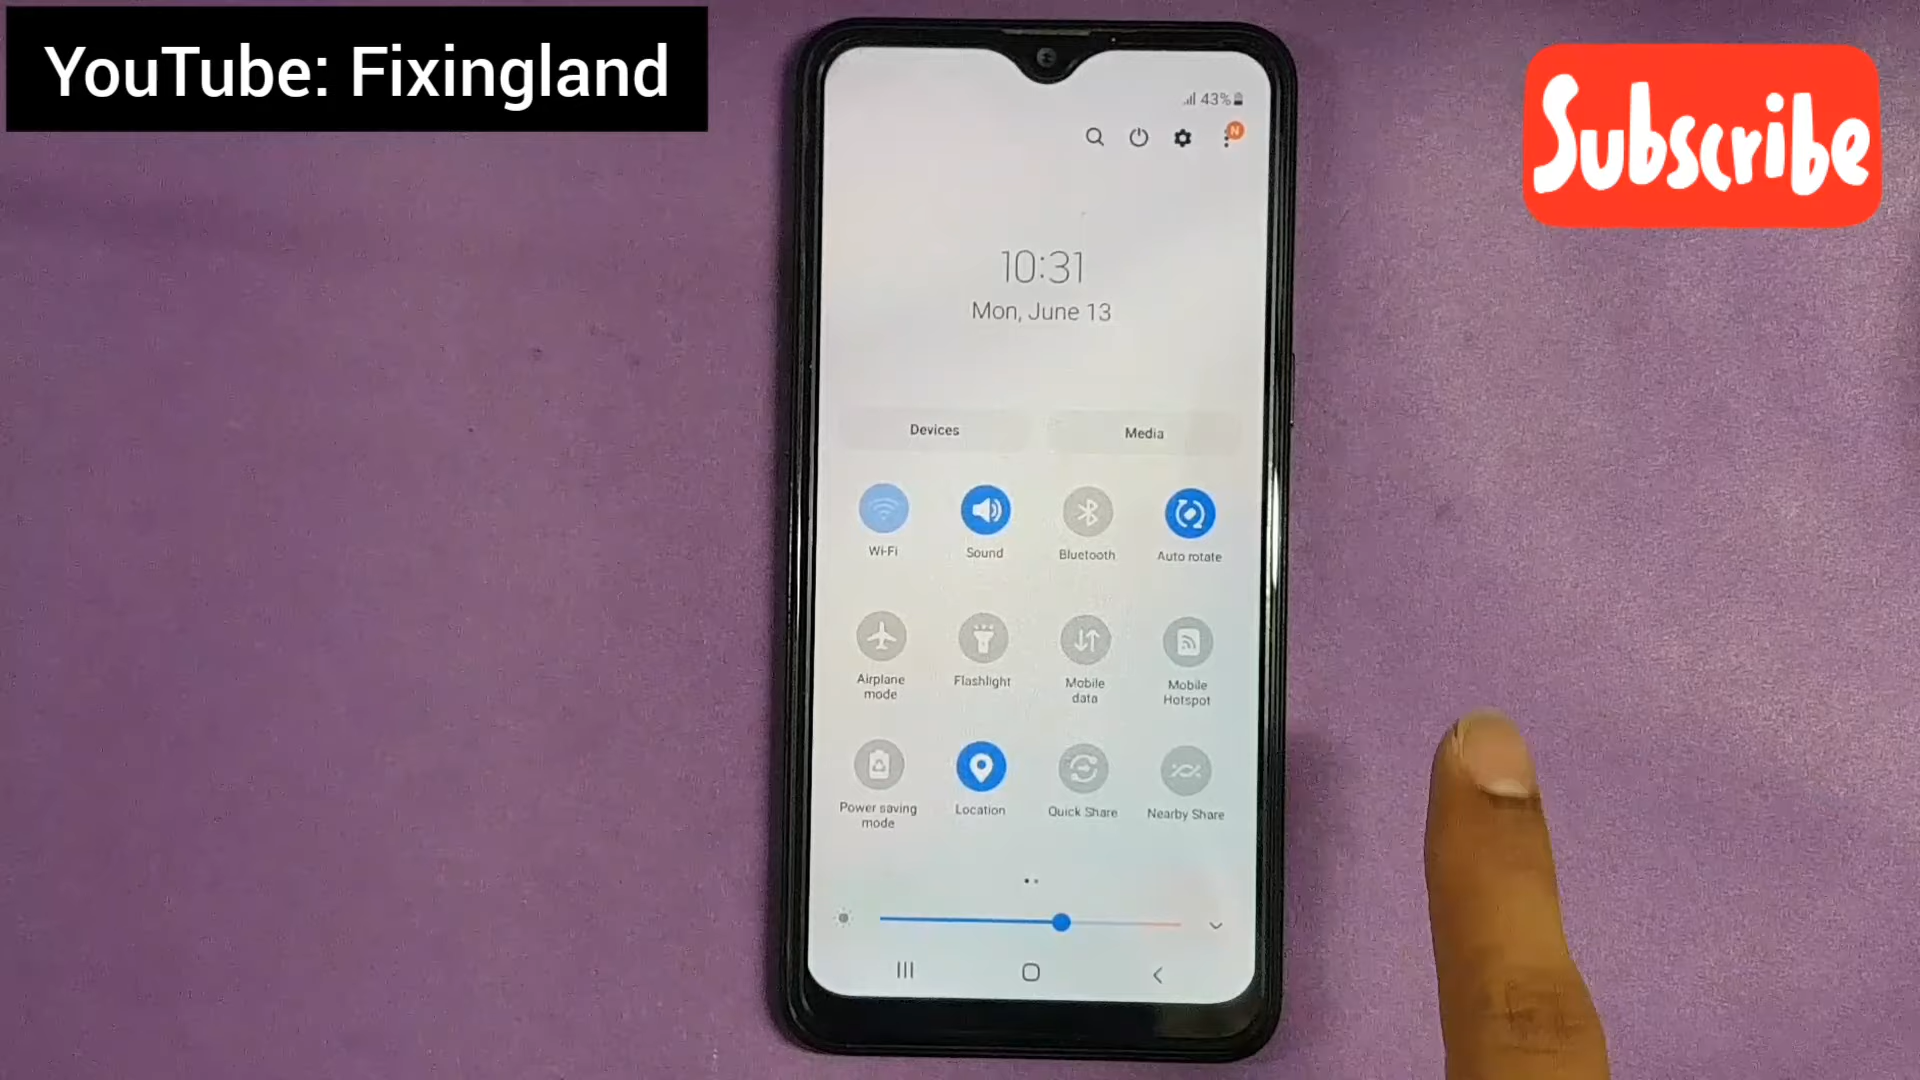 YouTube: Fixingland
Subscribe
43%
N
10:31
Mon, June 13
Devices
Media
Wi-Fi
Sound
Bluetooth
Auto rotate
Airplane
mode
Flashlight
Mobile
data
Mobile
Hotspot
Power saving
mode
Location
Quick Share
Nearby Share